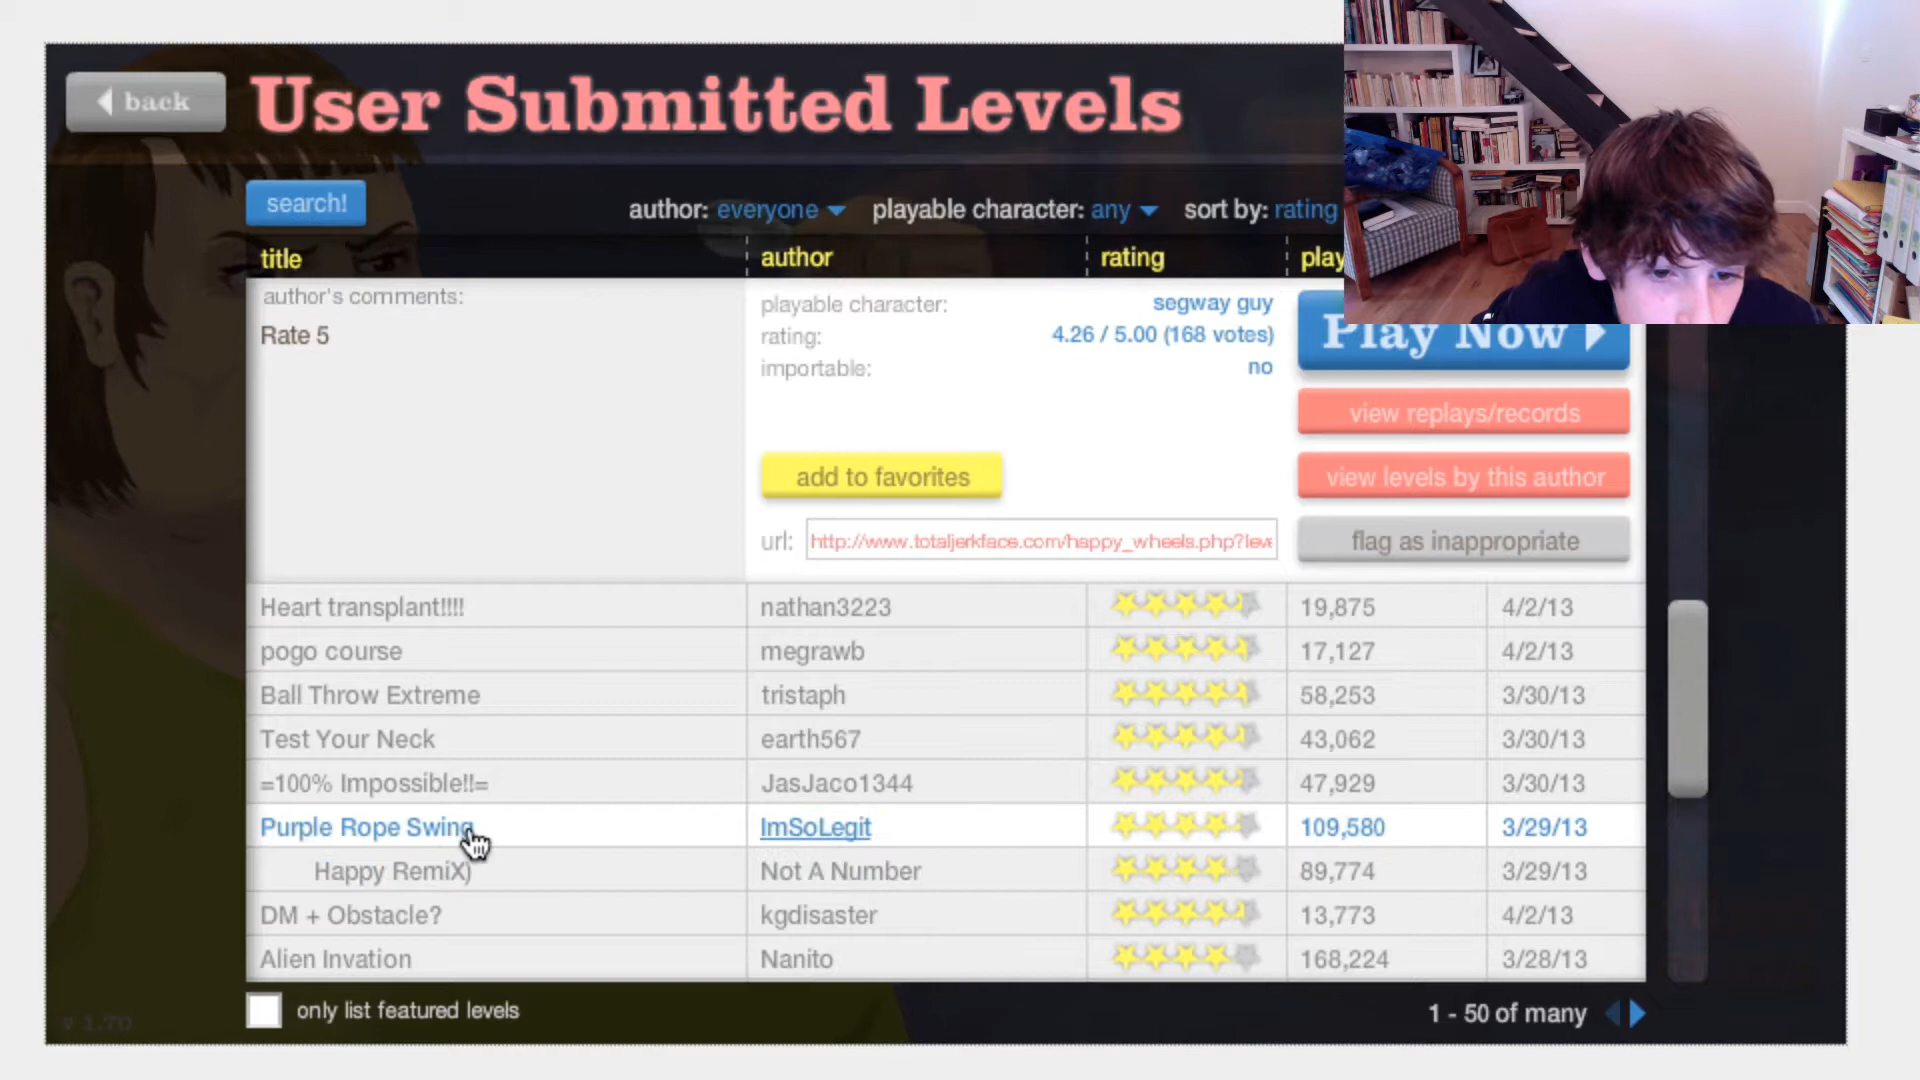 back
User Submitted Levels
search!
author: everyone
playable character: any
sort by: rating
title
author
rating
author's comments:
Rate 5
playable character: segway guy
rating: 4.26 / 5.00 (168 votes)
importable: no
Play Now
view replays/records
add to favorites
view levels by this author
url: http://www.totaljerkface.com/happy_wheels.php?
flag as inappropriate
Heart transplant!!!! nathan3223 19,875 4/2/13
pogo course megrawb 17,127 4/2/13
Ball Throw Extreme tristaph 58,253 3/30/13
Test Your Neck earth567 43,062 3/30/13
=100% Impossible!!= JasJaco1344 47,929 3/30/13
Purple Rope Swing ImSoLegit 109,580 3/29/13
Happy RemiX) Not A Number 89,774 3/29/13
DM + Obstacle? kgdisaster 13,773 4/2/13
Alien Invation Nanito 168,224 3/28/13
only list featured levels
1 - 50 of many
v 1.70